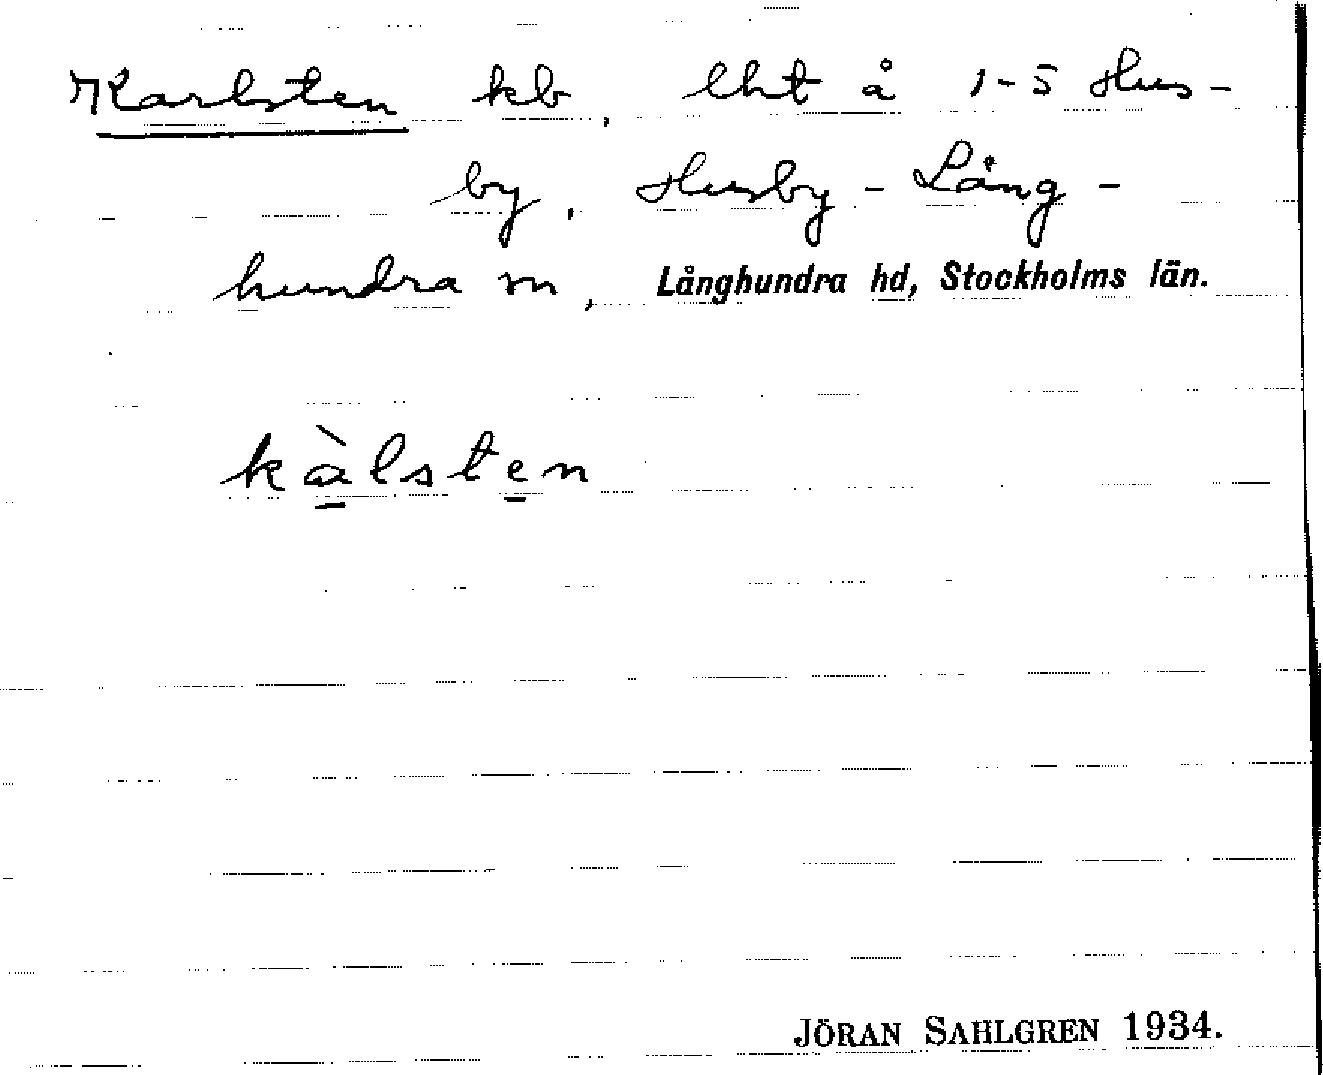 Karlsten kb, lht å 1-5 Hus-
by, Husby-Lång-
hundra sn, Långhundra hd, Stockholms län.
kàlsten
JÖRAN SAHLGREN 1934.